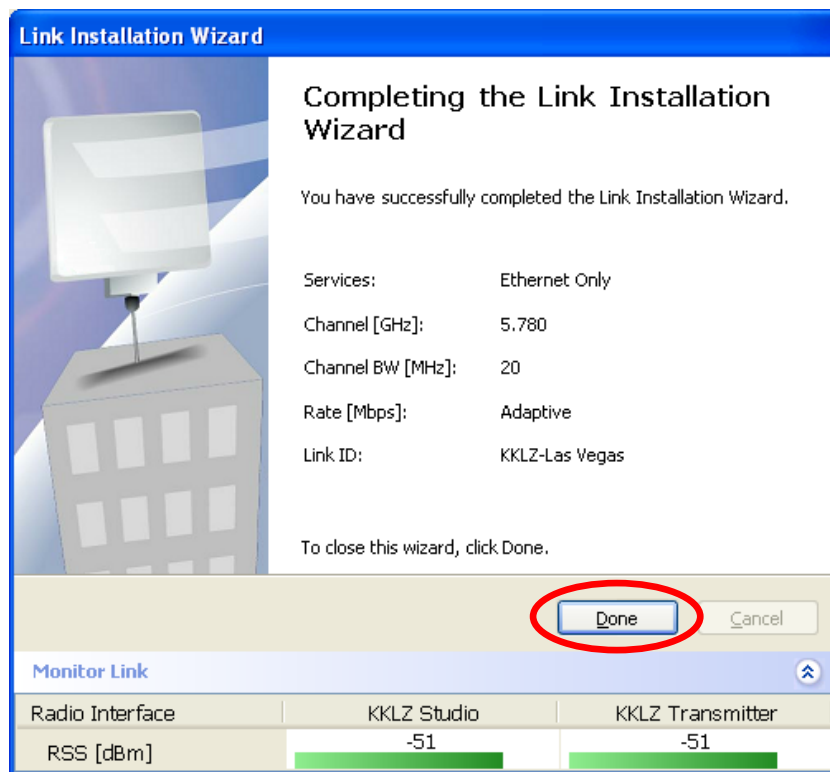 Link Installation Wizard
Completing the Link Installation
Wizard
You have successfully completed the Link Installation Wizard.
Services: Ethernet Only
Channel [GHz]: 5.780
Channel BW [MHz]: 20
Rate [Mbps]: Adaptive
Link ID: KKLZ-Las Vegas
To close this wizard, click Done.
Done Cancel
Monitor Link
Radio Interface KKLZ Studio KKLZ Transmitter
RSS [dBm] -51 -51